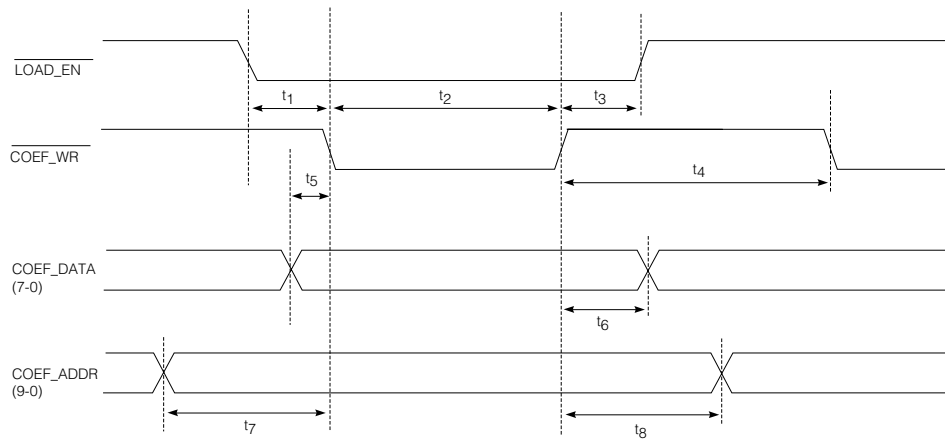 LOAD_EN
t1
t2
t3
COEF_WR
t4
t5
COEF_DATA
(7-0)
t6
COEF_ADDR
(9-0)
t7
t8